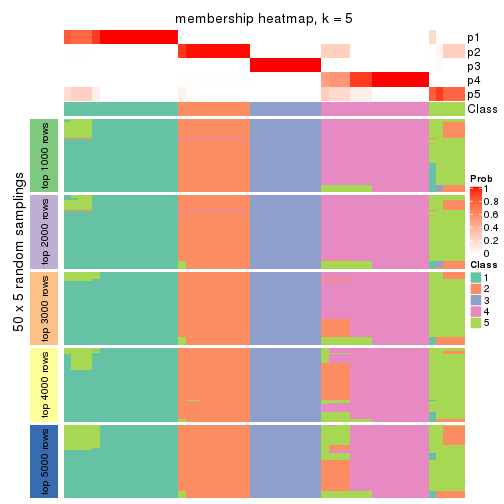 membership heatmap, k = 5
p1
p2
p3
p4
p5
Class
50 x 5 random samplings
top 1000 rows
top 2000 rows
top 3000 rows
top 4000 rows
top 5000 rows
Prob
1
0.8
0.6
0.4
0.2
0
Class
1
2
3
4
5